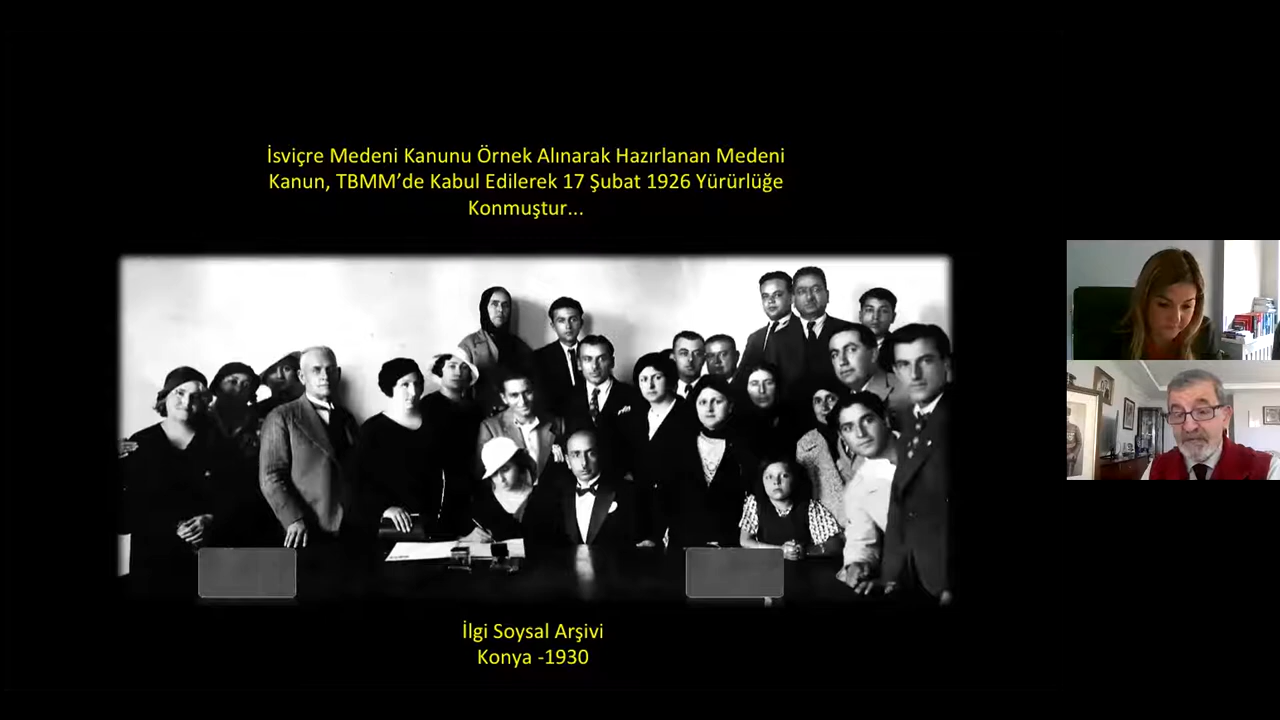 İsviçre Medeni Kanunu Örnek Alınarak Hazırlanan Medeni
Kanun, TBMM’de Kabul Edilerek 17 Şubat 1926 Yürürlüğe
Konmuştur...
İlgi Soysal Arşivi
Konya -1930